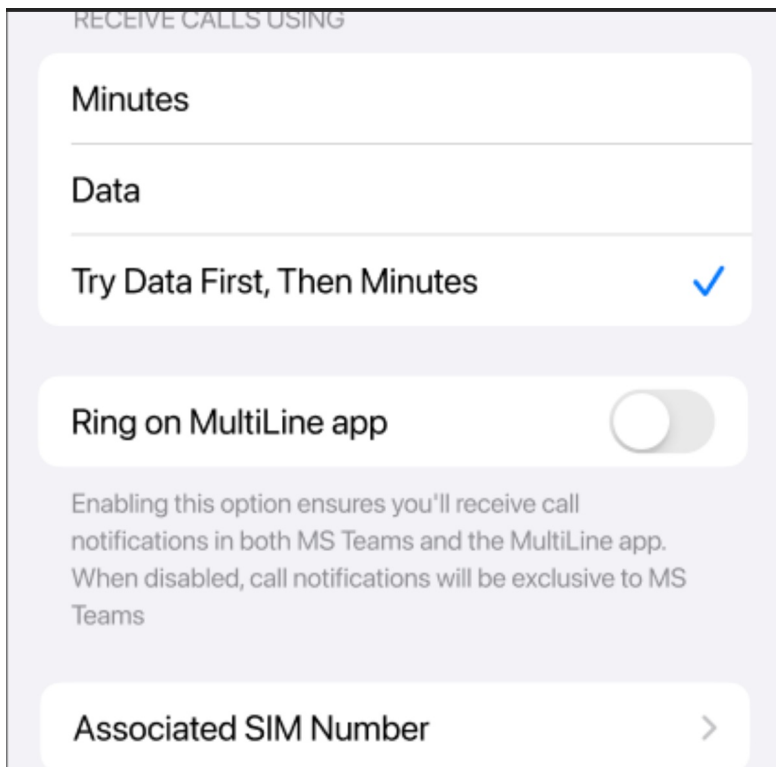 RECEIVE CALLS USING
Minutes
Data
Try Data First, Then Minutes
Ring on MultiLine app
Enabling this option ensures you'll receive call
notifications in both MS Teams and the MultiLine app.
When disabled, call notifications will be exclusive to MS
Teams
Associated SIM Number